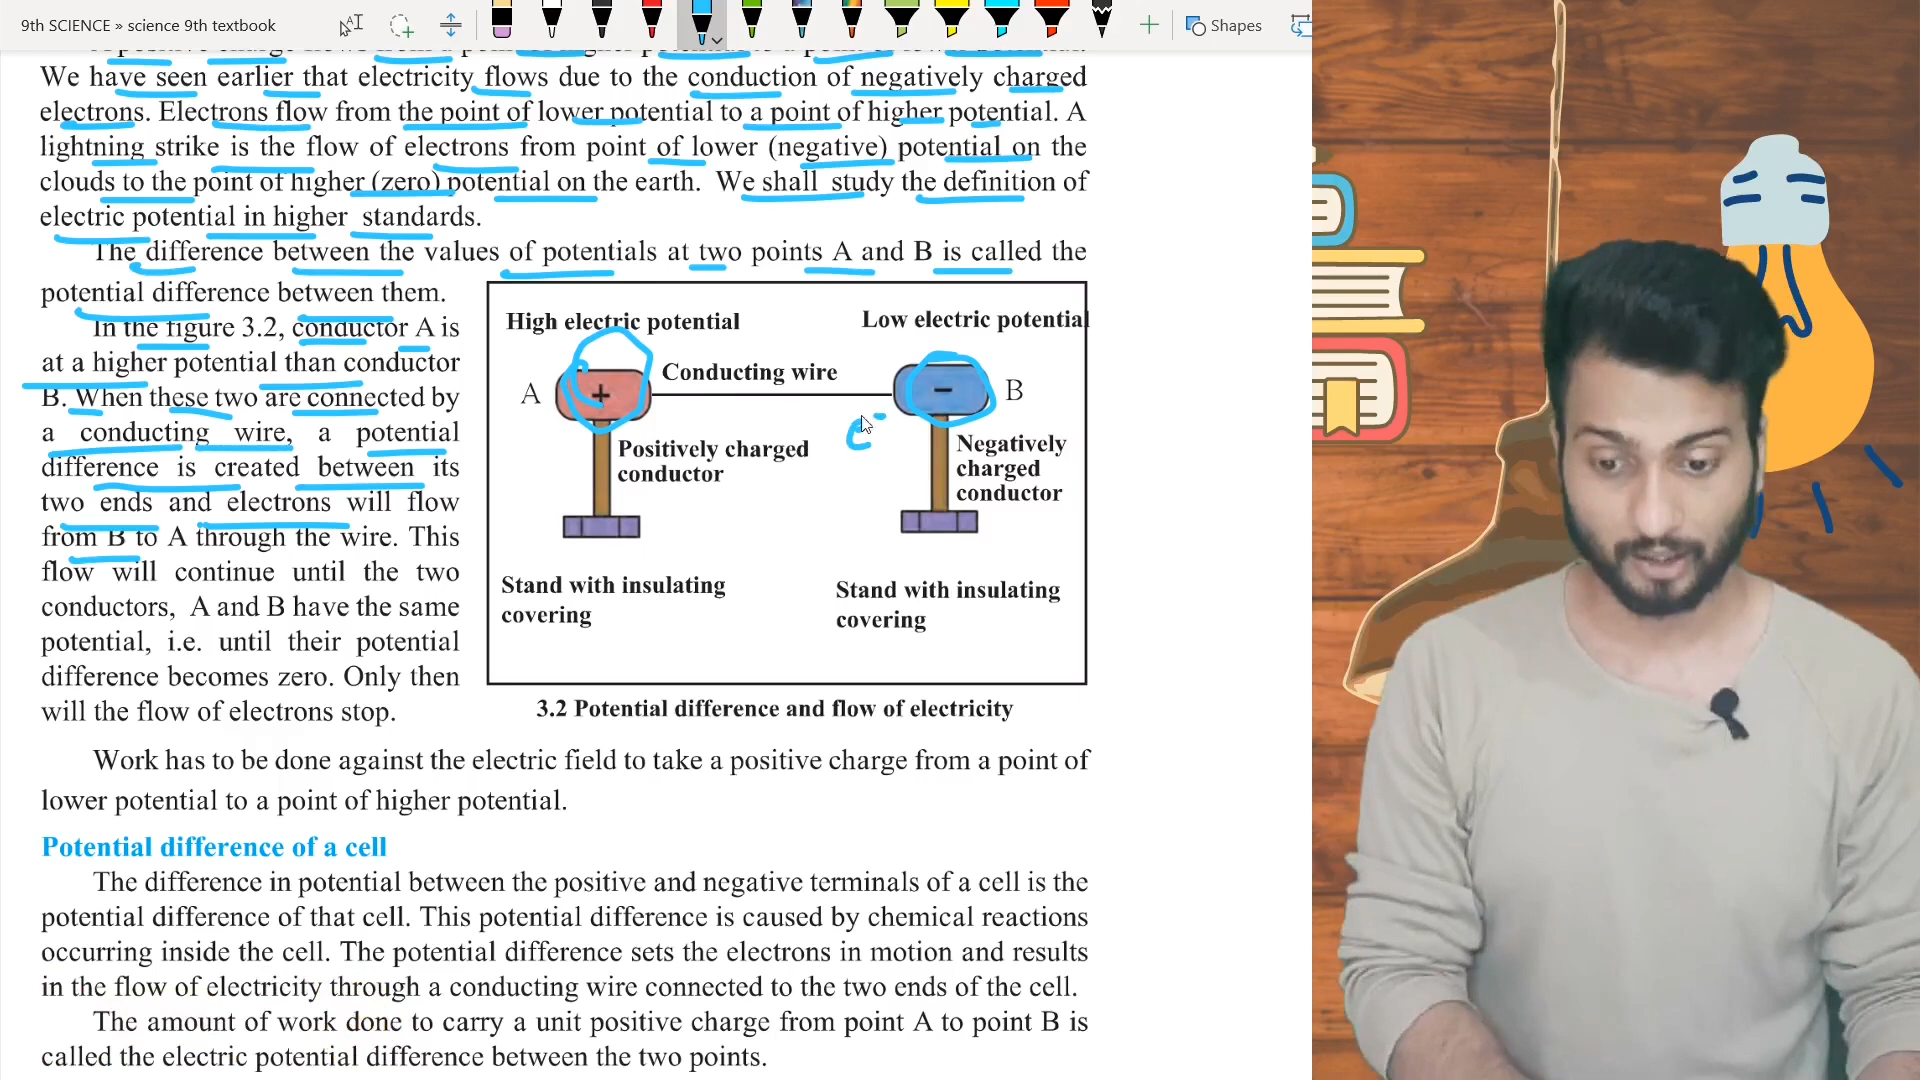 9th SCIENCE » science 9th textbook
Shapes
We have seen earlier that electricity flows due to the conduction of negatively charged
electrons. Electrons flow from the point of lower potential to a point of higher potential. A
lightning strike is the flow of electrons from point of lower (negative) potential on the
clouds to the point of higher (zero) potential on the earth. We shall study the definition of
electric potential in higher standards.
The difference between the values of potentials at two points A and B is called the
potential difference between them.
In the figure 3.2, conductor A is
at a higher potential than conductor
B. When these two are connected by
a conducting wire, a potential
difference is created between its
two ends and electrons will flow
from B to A through the wire. This
flow will continue until the two
conductors, A and B have the same
potential, i.e. until their potential
difference becomes zero. Only then
will the flow of electrons stop.
High electric potential
Low electric potential
Conducting wire
A
+
−
B
e-
Positively charged
conductor
Negatively
charged
conductor
Stand with insulating
covering
Stand with insulating
covering
3.2 Potential difference and flow of electricity
Work has to be done against the electric field to take a positive charge from a point of
lower potential to a point of higher potential.
Potential difference of a cell
The difference in potential between the positive and negative terminals of a cell is the
potential difference of that cell. This potential difference is caused by chemical reactions
occurring inside the cell. The potential difference sets the electrons in motion and results
in the flow of electricity through a conducting wire connected to the two ends of the cell.
The amount of work done to carry a unit positive charge from point A to point B is
called the electric potential difference between the two points.